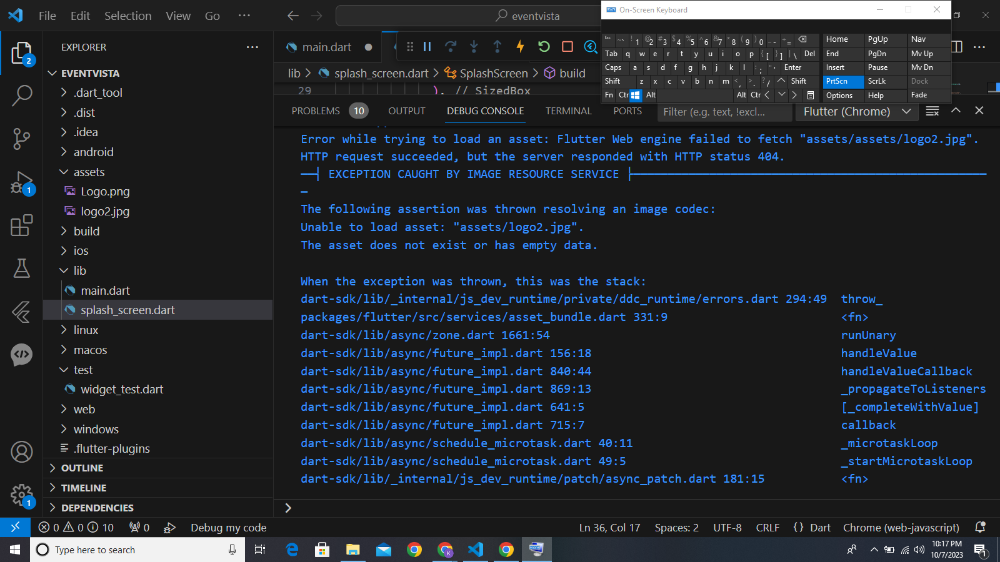 File Edit Selection View Go ···
eventvista
On-Screen Keyboard
EXPLORER
EVENTVISTA
.dart_tool
.dist
.idea
android
assets
Logo.png
logo2.jpg
build
ios
lib
main.dart
splash_screen.dart
linux
macos
test
widget_test.dart
web
windows
.flutter-plugins
OUTLINE
TIMELINE
DEPENDENCIES
2
1
1
main.dart
lib > splash_screen.dart > SplashScreen > build
29 ), // SizedBox
Esc ~ ` ! 1 @ 2 # 3 $ 4 % 5 ^ 6 & 7 * 8 ( 9 ) 0 _ - + =
Tab q w e r t y u i o p { [ } ] | \ Del
Caps a s d f g h j k l : ; " ' Enter
Shift z x c v b n m < , > . ? / Shift
Fn Ctr Alt Alt Ctr
Home PgUp Nav
End PgDn Mv Up
Insert Pause Mv Dn
PrtScn ScrLk Dock
Options Help Fade
PROBLEMS 10 OUTPUT DEBUG CONSOLE TERMINAL PORTS Filter (e.g. text, !excl... Flutter (Chrome)
Error while trying to load an asset: Flutter Web engine failed to fetch "assets/assets/logo2.jpg".
HTTP request succeeded, but the server responded with HTTP status 404.
══╡ EXCEPTION CAUGHT BY IMAGE RESOURCE SERVICE ╞═══════════════════════════════════════════════════
═
The following assertion was thrown resolving an image codec:
Unable to load asset: "assets/logo2.jpg".
The asset does not exist or has empty data.
When the exception was thrown, this was the stack:
dart-sdk/lib/_internal/js_dev_runtime/private/ddc_runtime/errors.dart 294:49 throw_
packages/flutter/src/services/asset_bundle.dart 331:9 <fn>
dart-sdk/lib/async/zone.dart 1661:54 runUnary
dart-sdk/lib/async/future_impl.dart 156:18 handleValue
dart-sdk/lib/async/future_impl.dart 840:44 handleValueCallback
dart-sdk/lib/async/future_impl.dart 869:13 _propagateToListeners
dart-sdk/lib/async/future_impl.dart 641:5 [_completeWithValue]
dart-sdk/lib/async/future_impl.dart 715:7 callback
dart-sdk/lib/async/schedule_microtask.dart 40:11 _microtaskLoop
dart-sdk/lib/async/schedule_microtask.dart 49:5 _startMicrotaskLoop
dart-sdk/lib/_internal/js_dev_runtime/patch/async_patch.dart 181:15 <fn>
0 0 10 0 Debug my code Ln 36, Col 17 Spaces: 2 UTF-8 CRLF {} Dart Chrome (web-javascript)
Type here to search
K
10:17 PM
10/7/2023
1